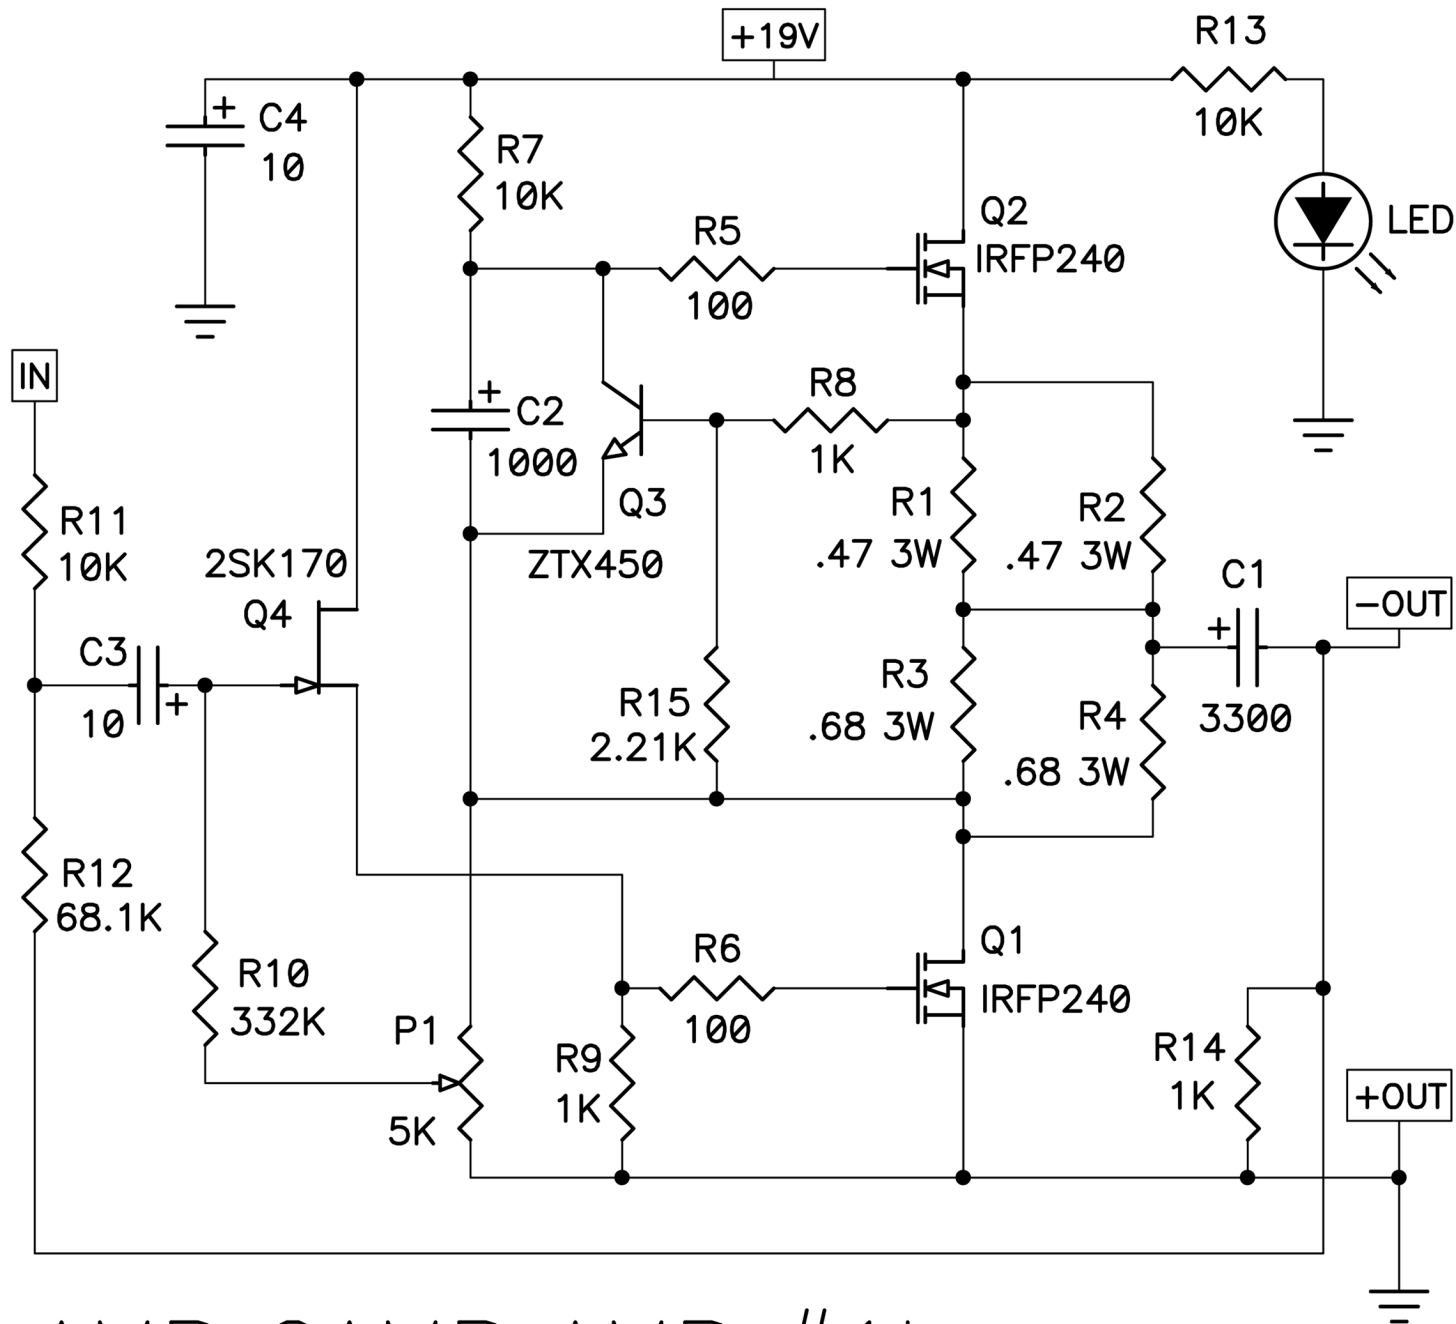 +19V
R13
10K
C4
10
R7
10K
LED
Q2
IRFP240
R5
100
IN
R8
1K
C2
1000
Q3
ZTX450
R1
.47 3W
R2
.47 3W
R11
10K
2SK170
Q4
C1
3300
-OUT
C3
10
R15
2.21K
R3
.68 3W
R4
.68 3W
R12
68.1K
R10
332K
R6
100
Q1
IRFP240
P1
5K
R9
1K
R14
1K
+OUT